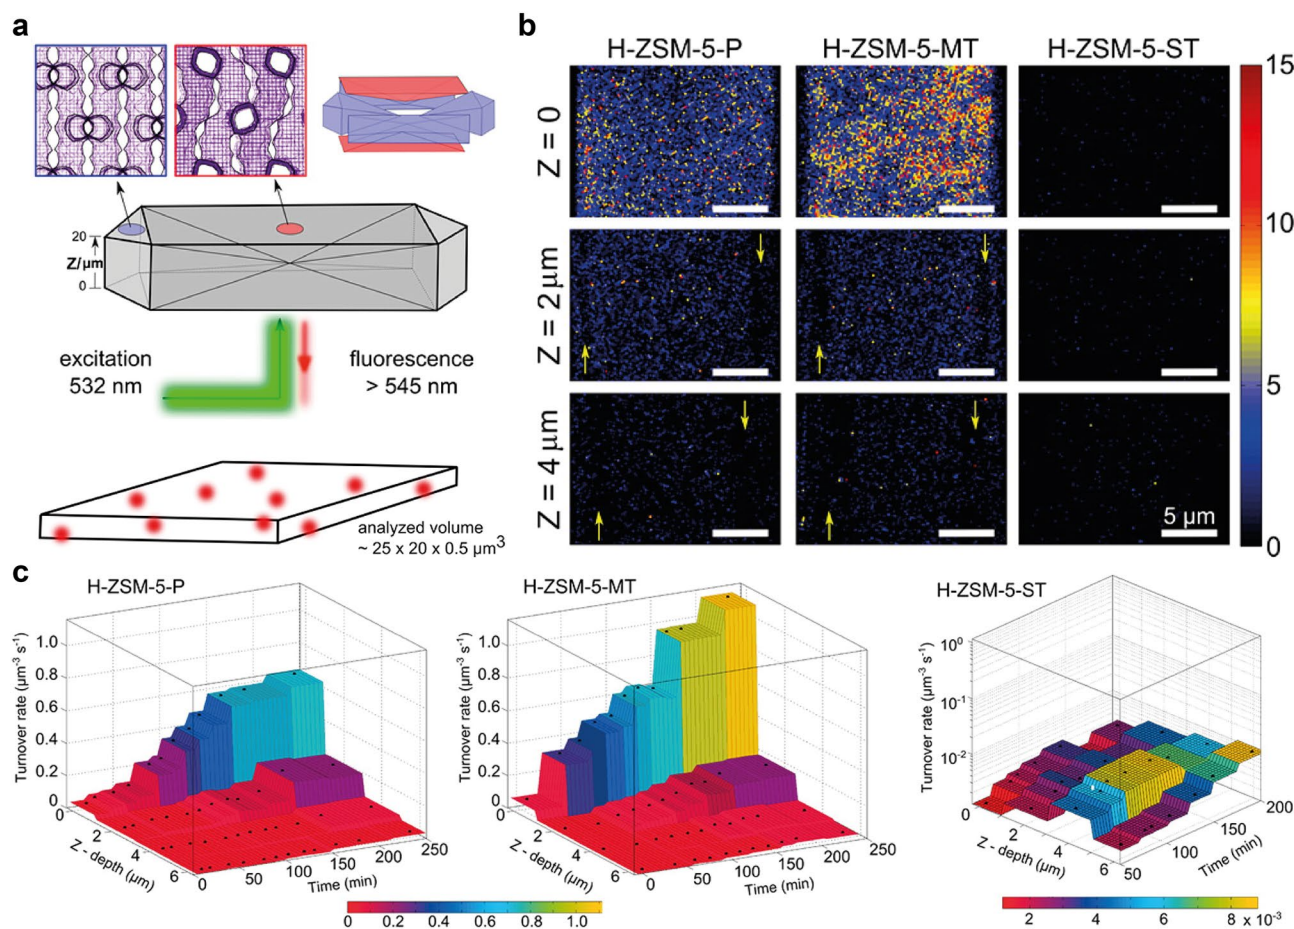 a
20
Z/µm
0
excitation
532 nm
fluorescence
> 545 nm
analyzed volume
~ 25 x 20 x 0.5 µm³
b
H-ZSM-5-P
H-ZSM-5-MT
H-ZSM-5-ST
Z = 0
Z = 2µm
Z = 4 µm
5 µm
15
10
5
0
c
H-ZSM-5-P
Turnover rate (µm⁻³ s⁻¹)
1.0
0.8
0.6
0.4
0.2
0
0
2
4
6
Z - depth (µm)
0
50
100
150
200
250
Time (min)
H-ZSM-5-MT
Turnover rate (µm⁻³ s⁻¹)
1.0
0.8
0.6
0.4
0.2
0
0
2
4
6
Z - depth (µm)
0
50
100
150
200
250
Time (min)
0
0.2
0.4
0.6
0.8
1.0
H-ZSM-5-ST
Turnover rate (µm⁻³ s⁻¹)
10⁰
10⁻¹
10⁻²
0
2
4
6
Z - depth (µm)
50
100
150
200
Time (min)
2
4
6
8 x10⁻³